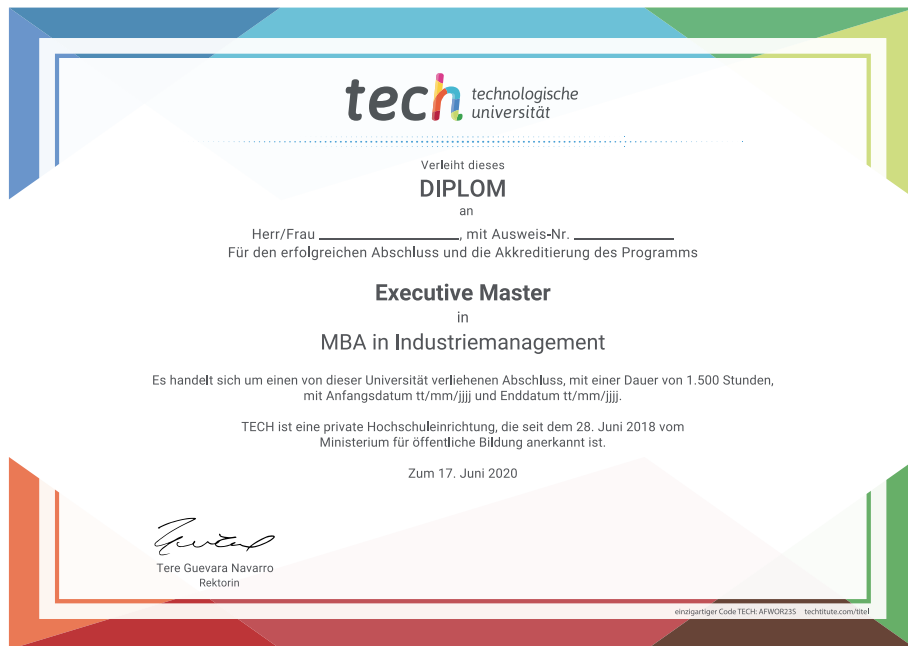 tech technologische
universität
Verleiht dieses
DIPLOM
an
Herr/Frau ____________________, mit Ausweis-Nr. ______________
Für den erfolgreichen Abschluss und die Akkreditierung des Programms
Executive Master
in
MBA in Industriemanagement
Es handelt sich um einen von dieser Universität verliehenen Abschluss, mit einer Dauer von 1.500 Stunden,
mit Anfangsdatum tt/mm/jjjj und Enddatum tt/mm/jjjj.
TECH ist eine private Hochschuleinrichtung, die seit dem 28. Juni 2018 vom
Ministerium für öffentliche Bildung anerkannt ist.
Zum 17. Juni 2020
Tere Guevara Navarro
Rektorin
einzigartiger Code TECH: AFWOR23S techtitute.com/titel